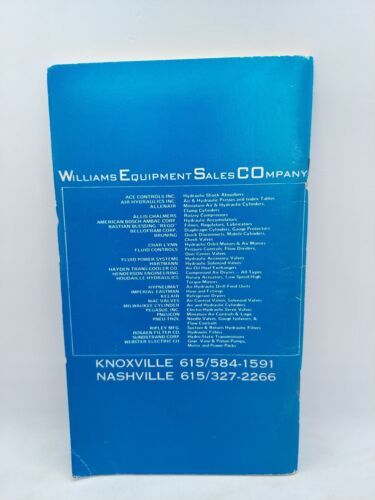 WILLIAMS EQUIPMENT SALES COMPANY
ACE CONTROLS INC. Hydraulic Shock Absorbers
AIR HYDRAULICS INC. Air & Hydraulic Presses and Index Tables
ALLENAIR Miniature Air & Hydraulic Cylinders,
Clamp Cylinders
ALLIS CHALMERS Rotary Compressors
AMERICAN BOSCH AMBAC CORP. Hydraulic Accumulators
BASTIAN BLESSING "REGO" Filters, Regulators, Lubricators
BELLOFRAM CORP. Diaphragm Cylinders, Gauge Protectors
BRUNING Quick Disconnects, Mobile Cylinders,
Check Valves
CHAR LYNN Hydraulic Orbit Motors & Air Motors
FLUID CONTROLS Pressure Controls, Flow Dividers,
Over Center Valves
FLUID POWER SYSTEMS Hydraulic Accessory Valves
HARTMANN Hydraulic Solenoid Valves
HAYDEN TRANS COOLER CO. Air Oil Heat Exchanger
HENDERSON ENGINEERING Compressed Air Dryers - All Types
HOUDAILLE HYDRAULICS Rotary Actuators, Low Speed High
Torque Motors
HYPNEUMAT Air Hydraulic Drill Feed Units
IMPERIAL EASTMAN Hose and Fittings
KELAIR Refrigerant Dryers
MAC VALVES Air Control Valves, Solenoid Valves
MILWAUKEE CYLINDER Air and Hydraulic Cylinders
PEGASUS, INC. Electro-Hydraulic Servo Valves
PNEUCON Miniature Air Controls & Logic
PNEU-TROL Needle Valves, Gauge Isolators, &
Flow Controls
RIPLEY MFG. Suction & Return Hydraulic Filters
ROSAEN FILTER CO. Hydraulic Filters
SUNDSTRAND CORP. Hydro-Static Transmissions
WEBSTER ELECTRIC CO. Gear, Vane & Piston Pumps,
Motor and Power Packs
KNOXVILLE 615/584-1591
NASHVILLE 615/327-2266